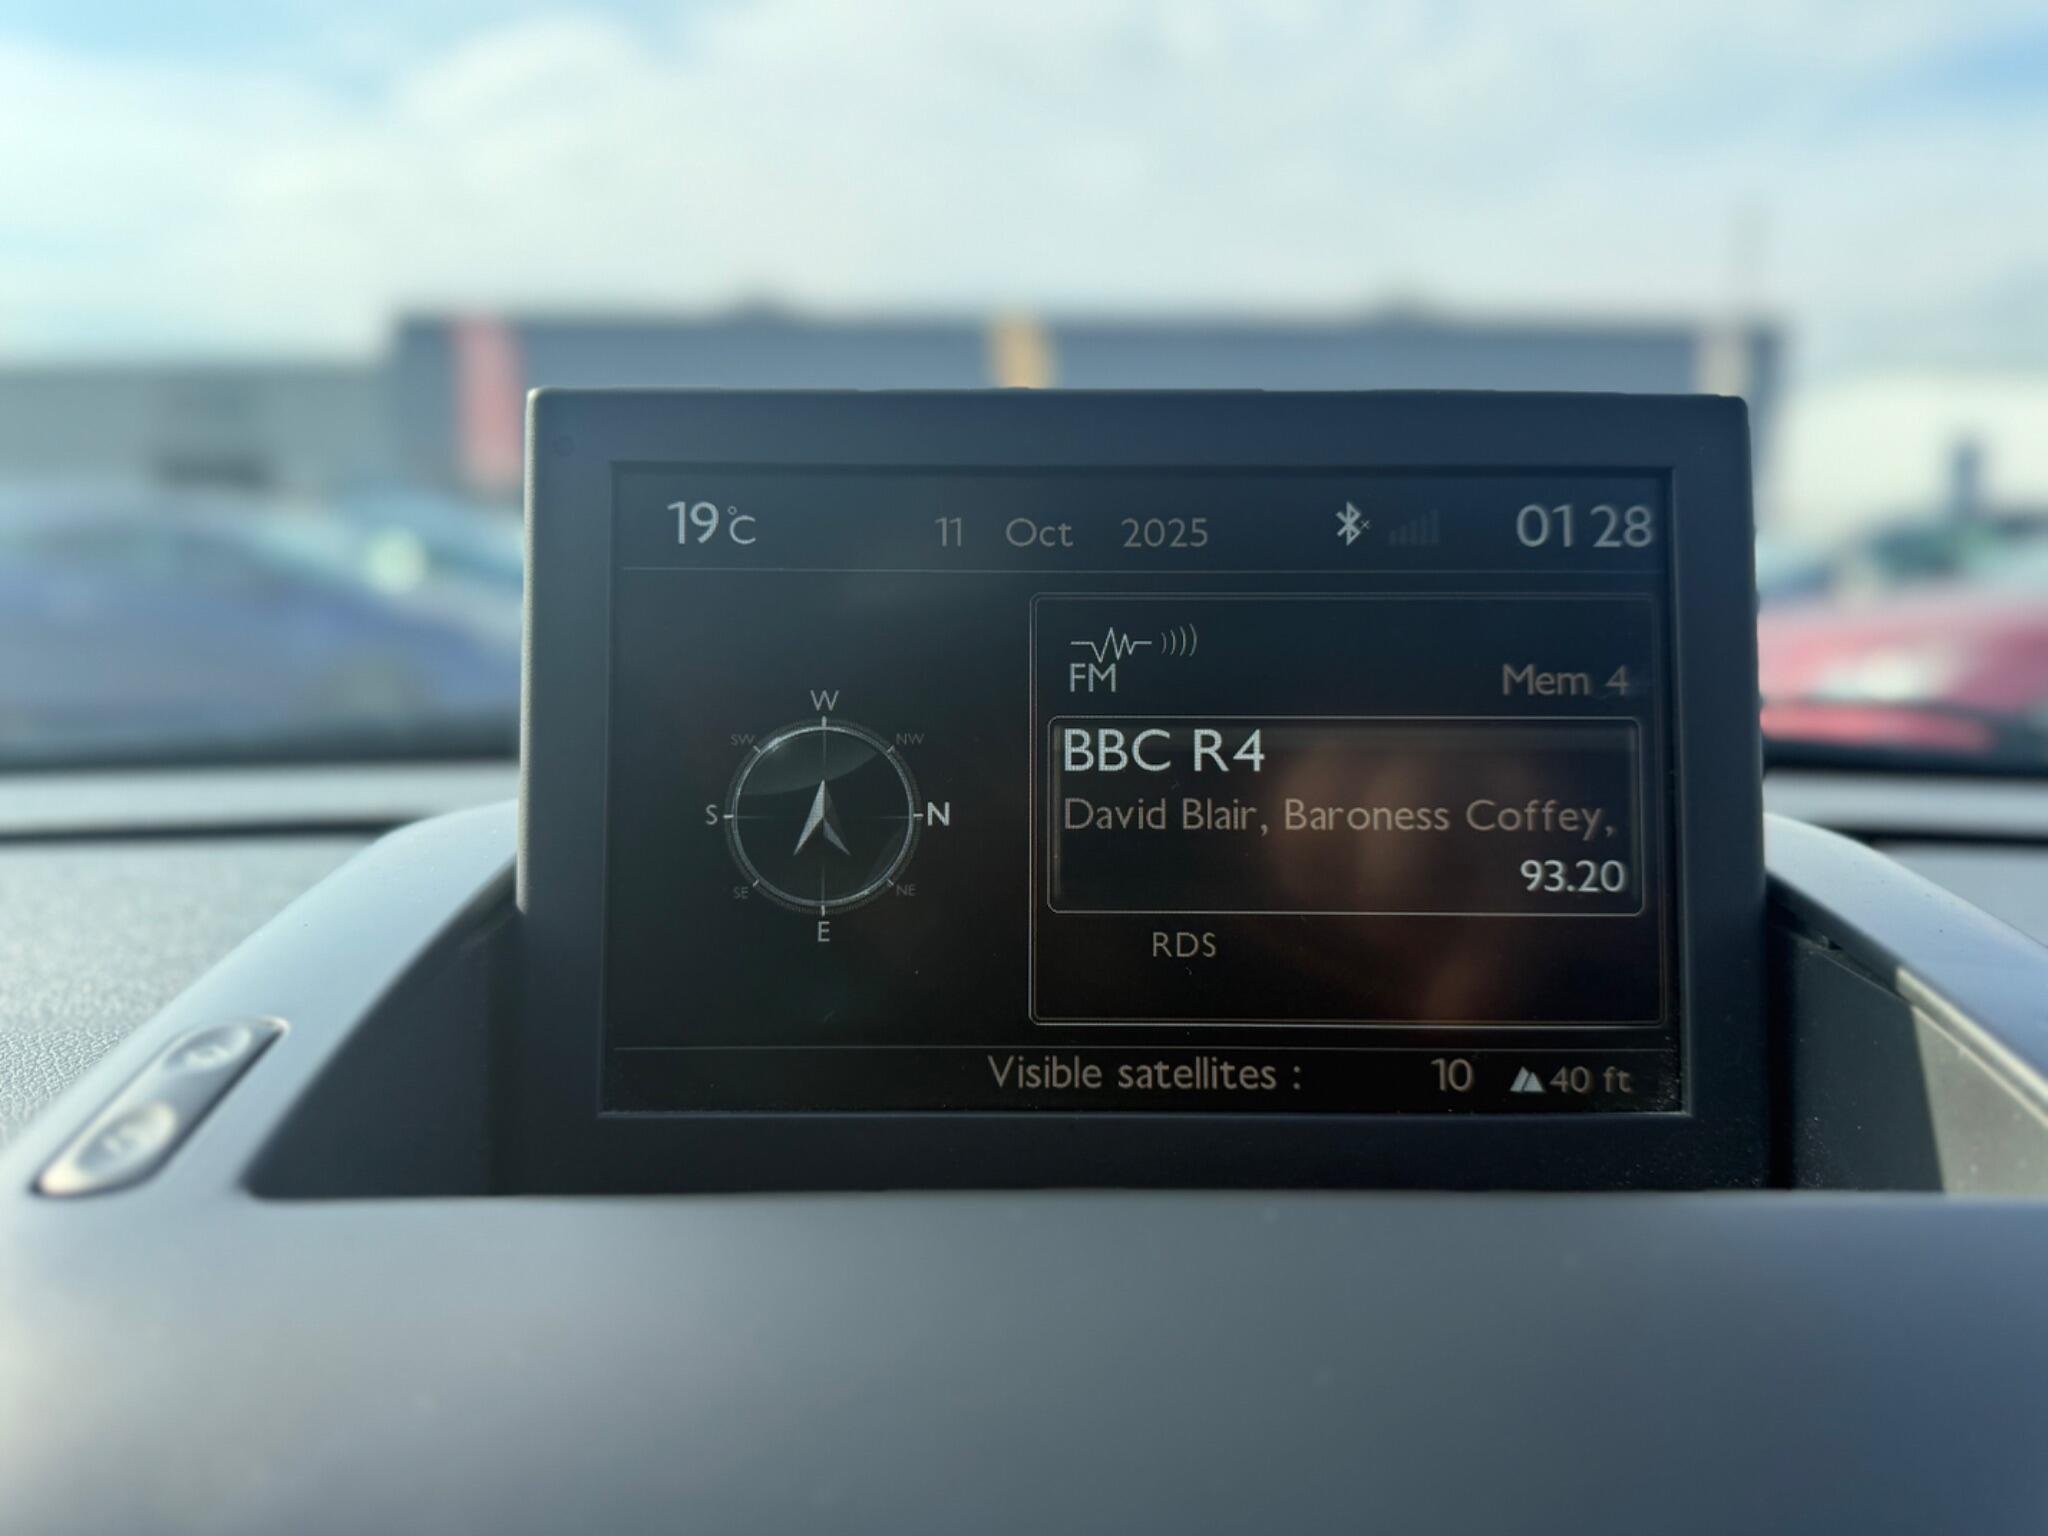 19°C 11 Oct 2025 01 28
FM
Mem 4
BBC R4
David Blair, Baroness Coffey,
93.20
RDS
W
SW NW
S N
SE NE
E
Visible satellites : 10 40 ft